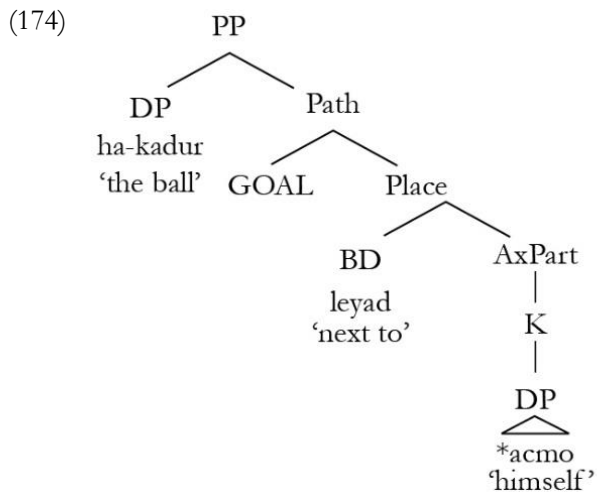 (174) PP
DP Path
ha-kadur
‘the ball’ GOAL Place
BD AxPart
leyad
‘next to’ K
DP
*acmo
‘himself’